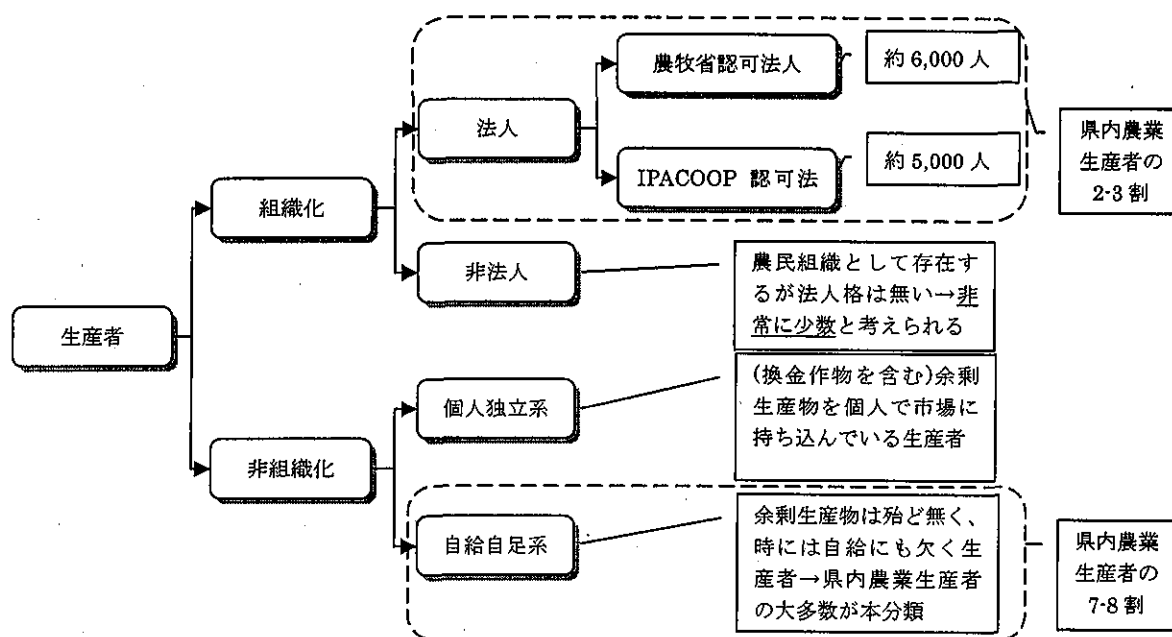 農牧省認可法人
約 6,000 人
法人
県内農業
生産者の
2-3 割
IPACOOP 認可法
約 5,000 人
組織化
非法人
農民組織として存在す
るが法人格は無い→非
常に少数と考えられる
生産者
個人独立系
(換金作物を含む)余剰
生産物を個人で市場に
持ち込んでいる生産者
非組織化
自給自足系
余剰生産物は殆ど無く、
時には自給にも欠く生
産者→県内農業生産者
の大多数が本分類
県内農業
生産者の
7-8 割